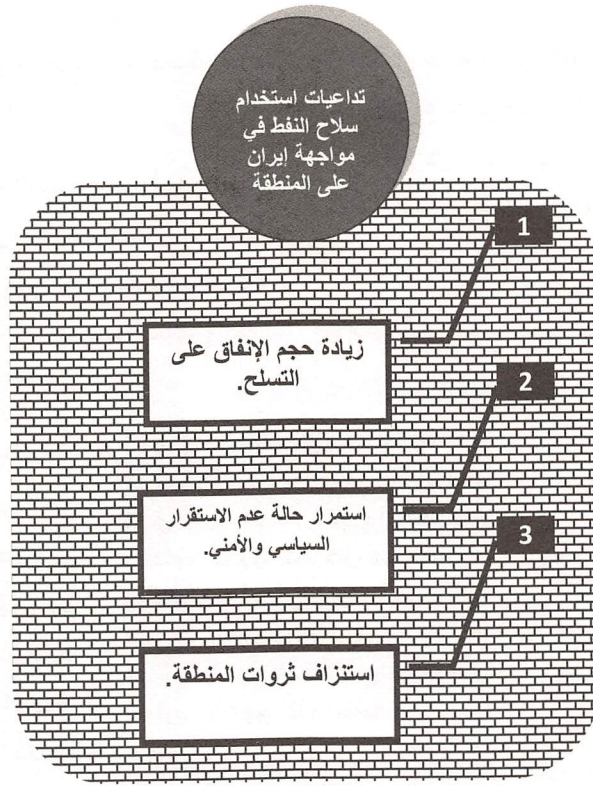 تداعيات استخدام
سلاح النفط في
مواجهة إيران
على المنطقة
1
زيادة حجم الإنفاق على
التسلح.
2
استمرار حالة عدم الاستقرار
السياسي والأمني.
3
استنزاف ثروات المنطقة.